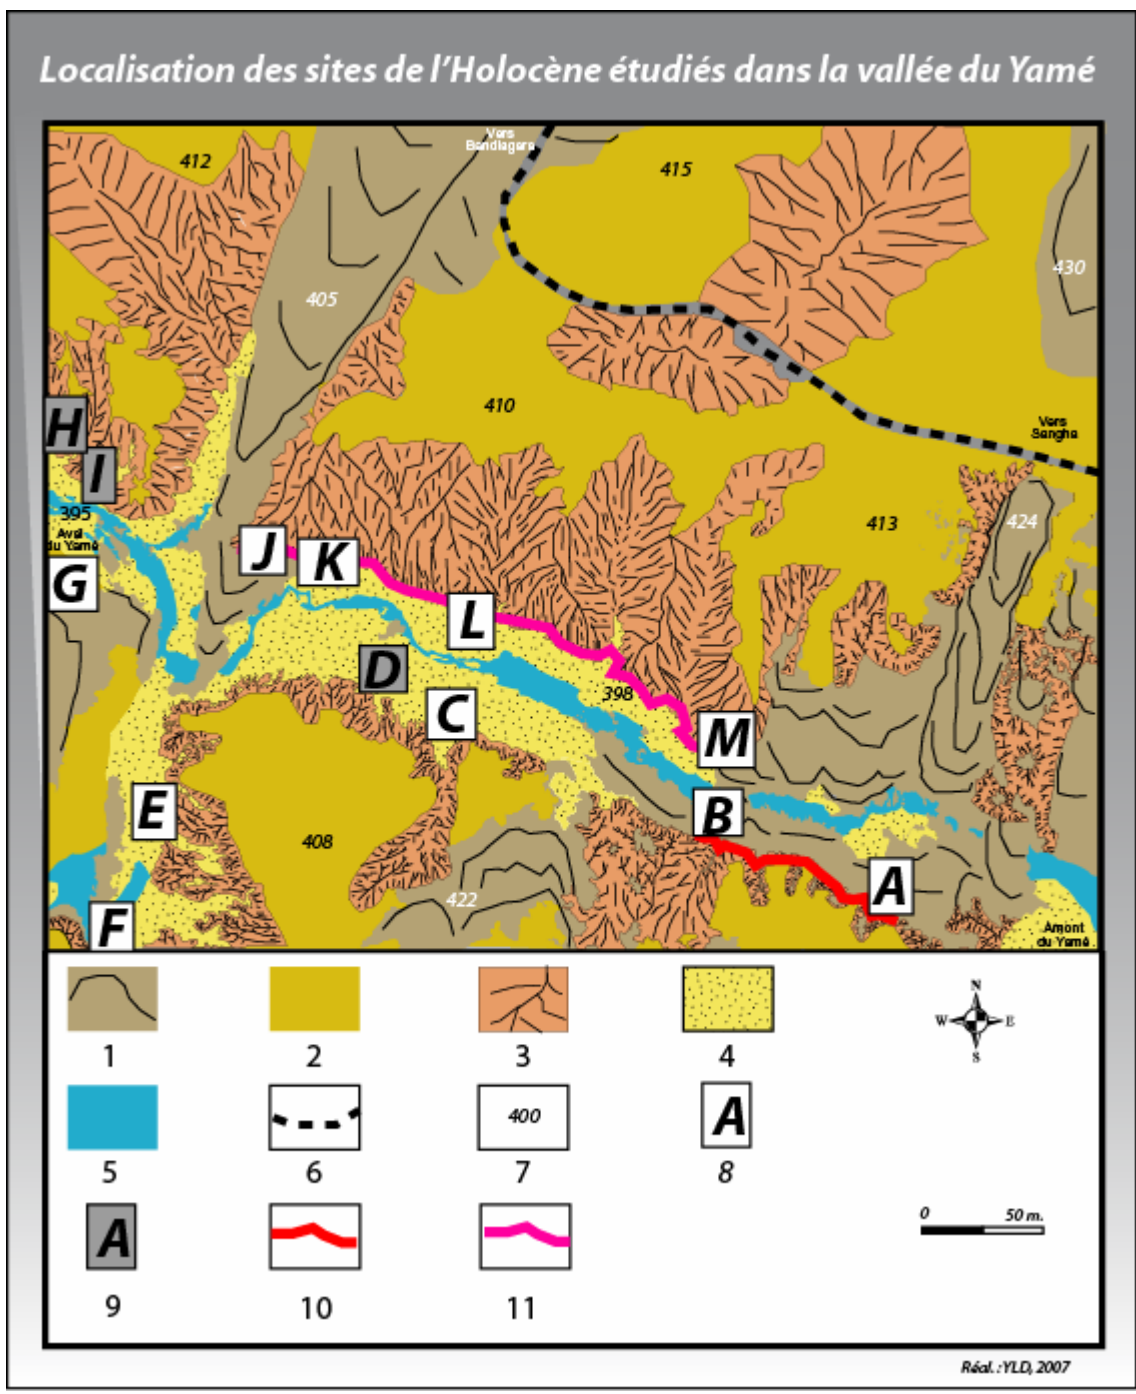 Localisation des sites de l'Holocène étudiés dans la vallée du Yamé
Vers
Bandiagara
412
415
430
405
410
Vers
Sangha
H
I
395
Aval
du Yamé
413
424
J
K
G
L
D
398
C
M
E
B
408
A
422
F
Amont
du Yamé
1
2
3
4
N
W
E
S
400
A
5
6
7
8
A
0
50 m.
9
10
11
Réal. : YLD, 2007